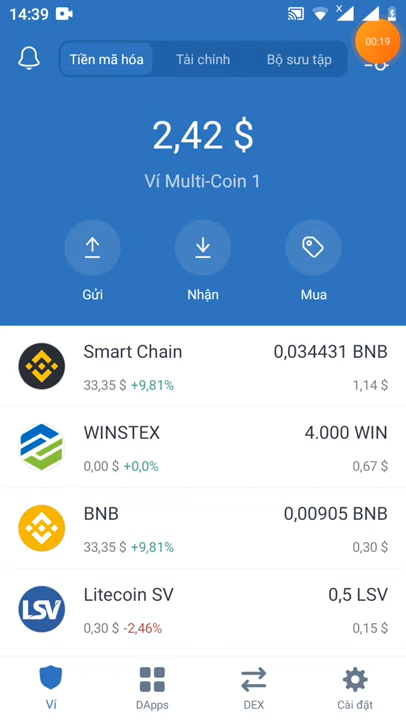 14:39
00:19
Tiền mã hóa Tài chính Bộ sưu tập
2,42 $
Ví Multi-Coin 1
Gửi Nhận Mua
Smart Chain 0,034431 BNB
33,35 $ +9,81% 1,14 $
WINSTEX 4.000 WIN
0,00 $ +0,0% 0,67 $
BNB 0,00905 BNB
33,35 $ +9,81% 0,30 $
Litecoin SV 0,5 LSV
LSV
0,30 $ -2,46% 0,15 $
Ví DApps DEX Cài đặt